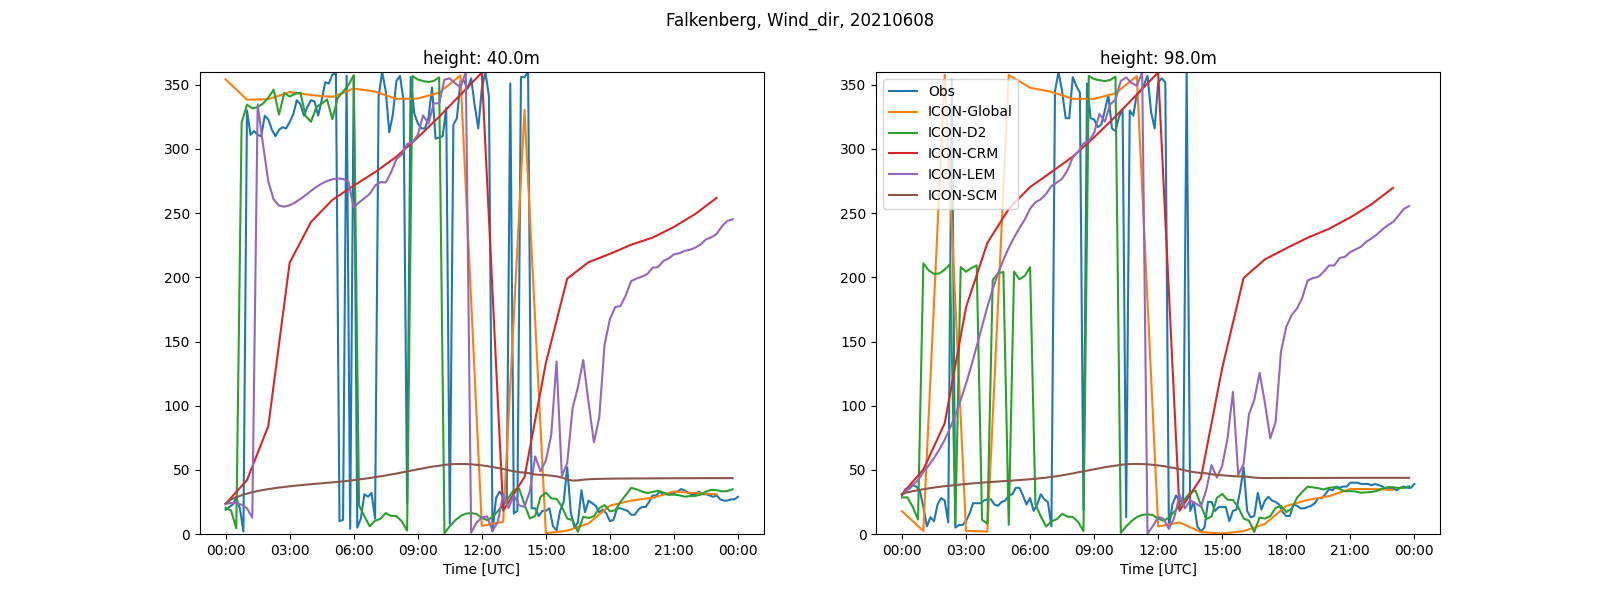 Falkenberg, Wind_dir, 20210608
height: 40.0m
350
300
250
200
150
100
50
0
00:00 03:00 06:00 09:00 12:00 15:00 18:00 21:00 00:00
Time [UTC]
height: 98.0m
350
300
250
200
150
100
50
0
Obs
ICON-Global
ICON-D2
ICON-CRM
ICON-LEM
ICON-SCM
00:00 03:00 06:00 09:00 12:00 15:00 18:00 21:00 00:00
Time [UTC]